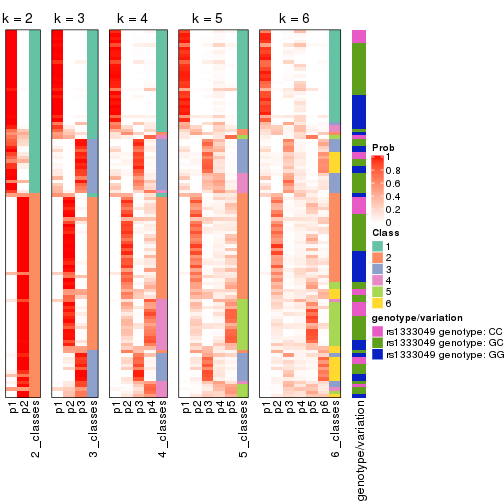 k = 2 k = 3 k = 4 k = 5 k = 6
Prob
1
0.8
0.6
0.4
0.2
0
Class
1
2
3
4
5
6
genotype/variation
rs1333049 genotype: CC
rs1333049 genotype: GC
rs1333049 genotype: GG
p1 p2 2_classes p1 p2 p3 3_classes p1 p2 p3 p4 4_classes p1 p2 p3 p4 p5 5_classes p1 p2 p3 p4 p5 p6 6_classes genotype/variation